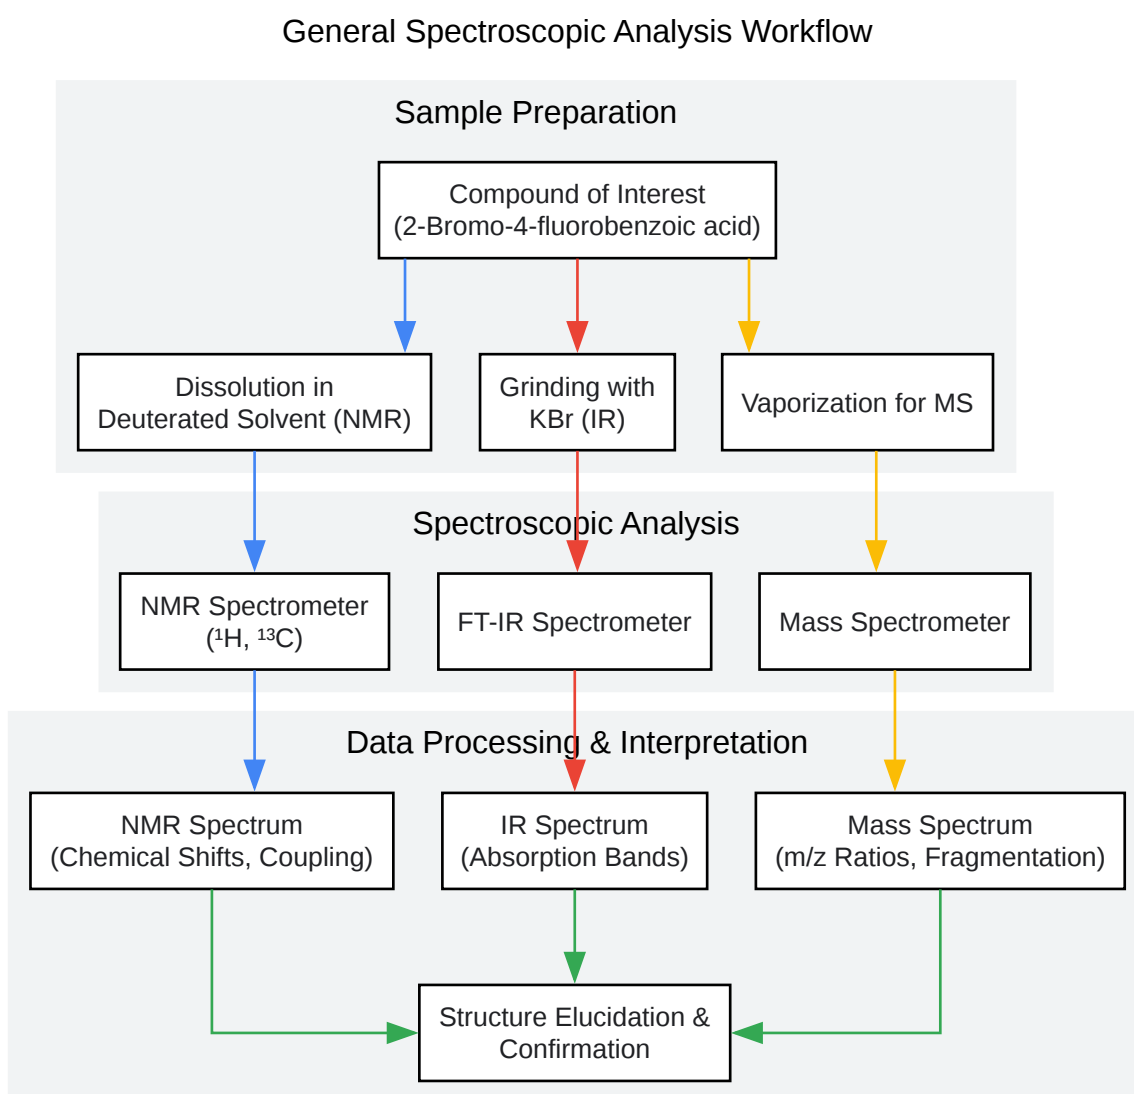 General Spectroscopic Analysis Workflow
Sample Preparation
Compound of Interest
(2-Bromo-4-fluorobenzoic acid)
Dissolution in
Deuterated Solvent (NMR)
Grinding with
KBr (IR)
Vaporization for MS
Spectroscopic Analysis
NMR Spectrometer
(¹H, ¹³C)
FT-IR Spectrometer
Mass Spectrometer
Data Processing & Interpretation
NMR Spectrum
(Chemical Shifts, Coupling)
IR Spectrum
(Absorption Bands)
Mass Spectrum
(m/z Ratios, Fragmentation)
Structure Elucidation &
Confirmation